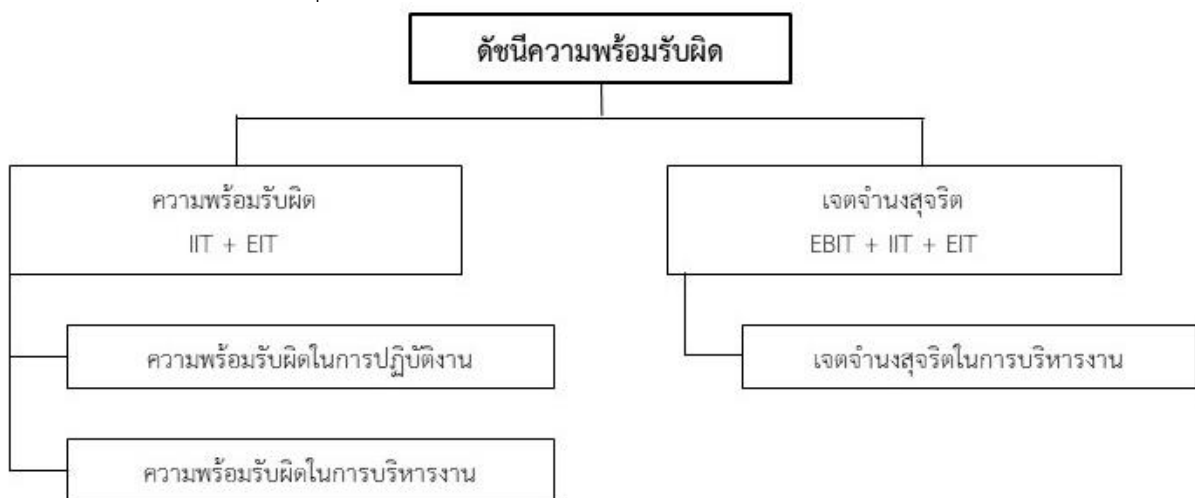 ดัชนีความพร้อมรับผิด
ความพร้อมรับผิด
IIT + EIT
เจตจำนงสุจริต
EBIT + IIT + EIT
ความพร้อมรับผิดในการปฏิบัติงาน
เจตจำนงสุจริตในการบริหารงาน
ความพร้อมรับผิดในการบริหารงาน